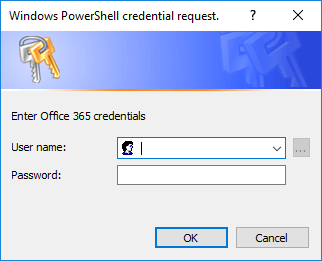 Windows PowerShell credential request.
Enter Office 365 credentials
User name:
...
Password:
OK Cancel